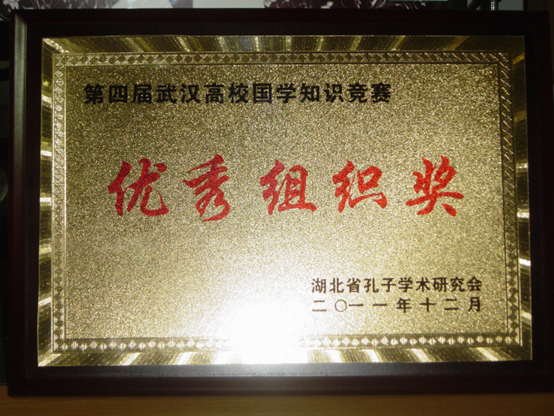 第四届武汉高校国学知识竞赛
优秀组织奖
湖北省孔子学术研究会
二〇一一年十二月